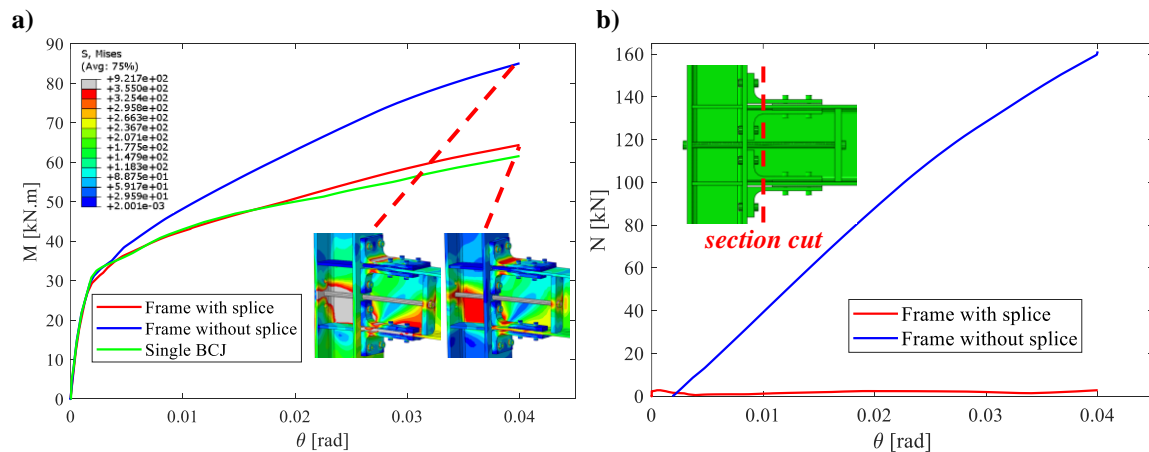 a)
90
80
70
60
50
40
30
20
10
0
M [kN.m]
S, Mises
(Avg: 75%)
+9.217e+02
+3.550e+02
+3.254e+02
+2.958e+02
+2.663e+02
+2.367e+02
+2.071e+02
+1.775e+02
+1.479e+02
+1.183e+02
+8.875e+01
+5.917e+01
+2.959e+01
+2.001e-03
Frame with splice
Frame without splice
Single BCJ
0 0.01 0.02 0.03 0.04
θ [rad]
b)
160
140
120
100
80
60
40
20
0
N [kN]
section cut
Frame with splice
Frame without splice
0 0.01 0.02 0.03 0.04
θ [rad]